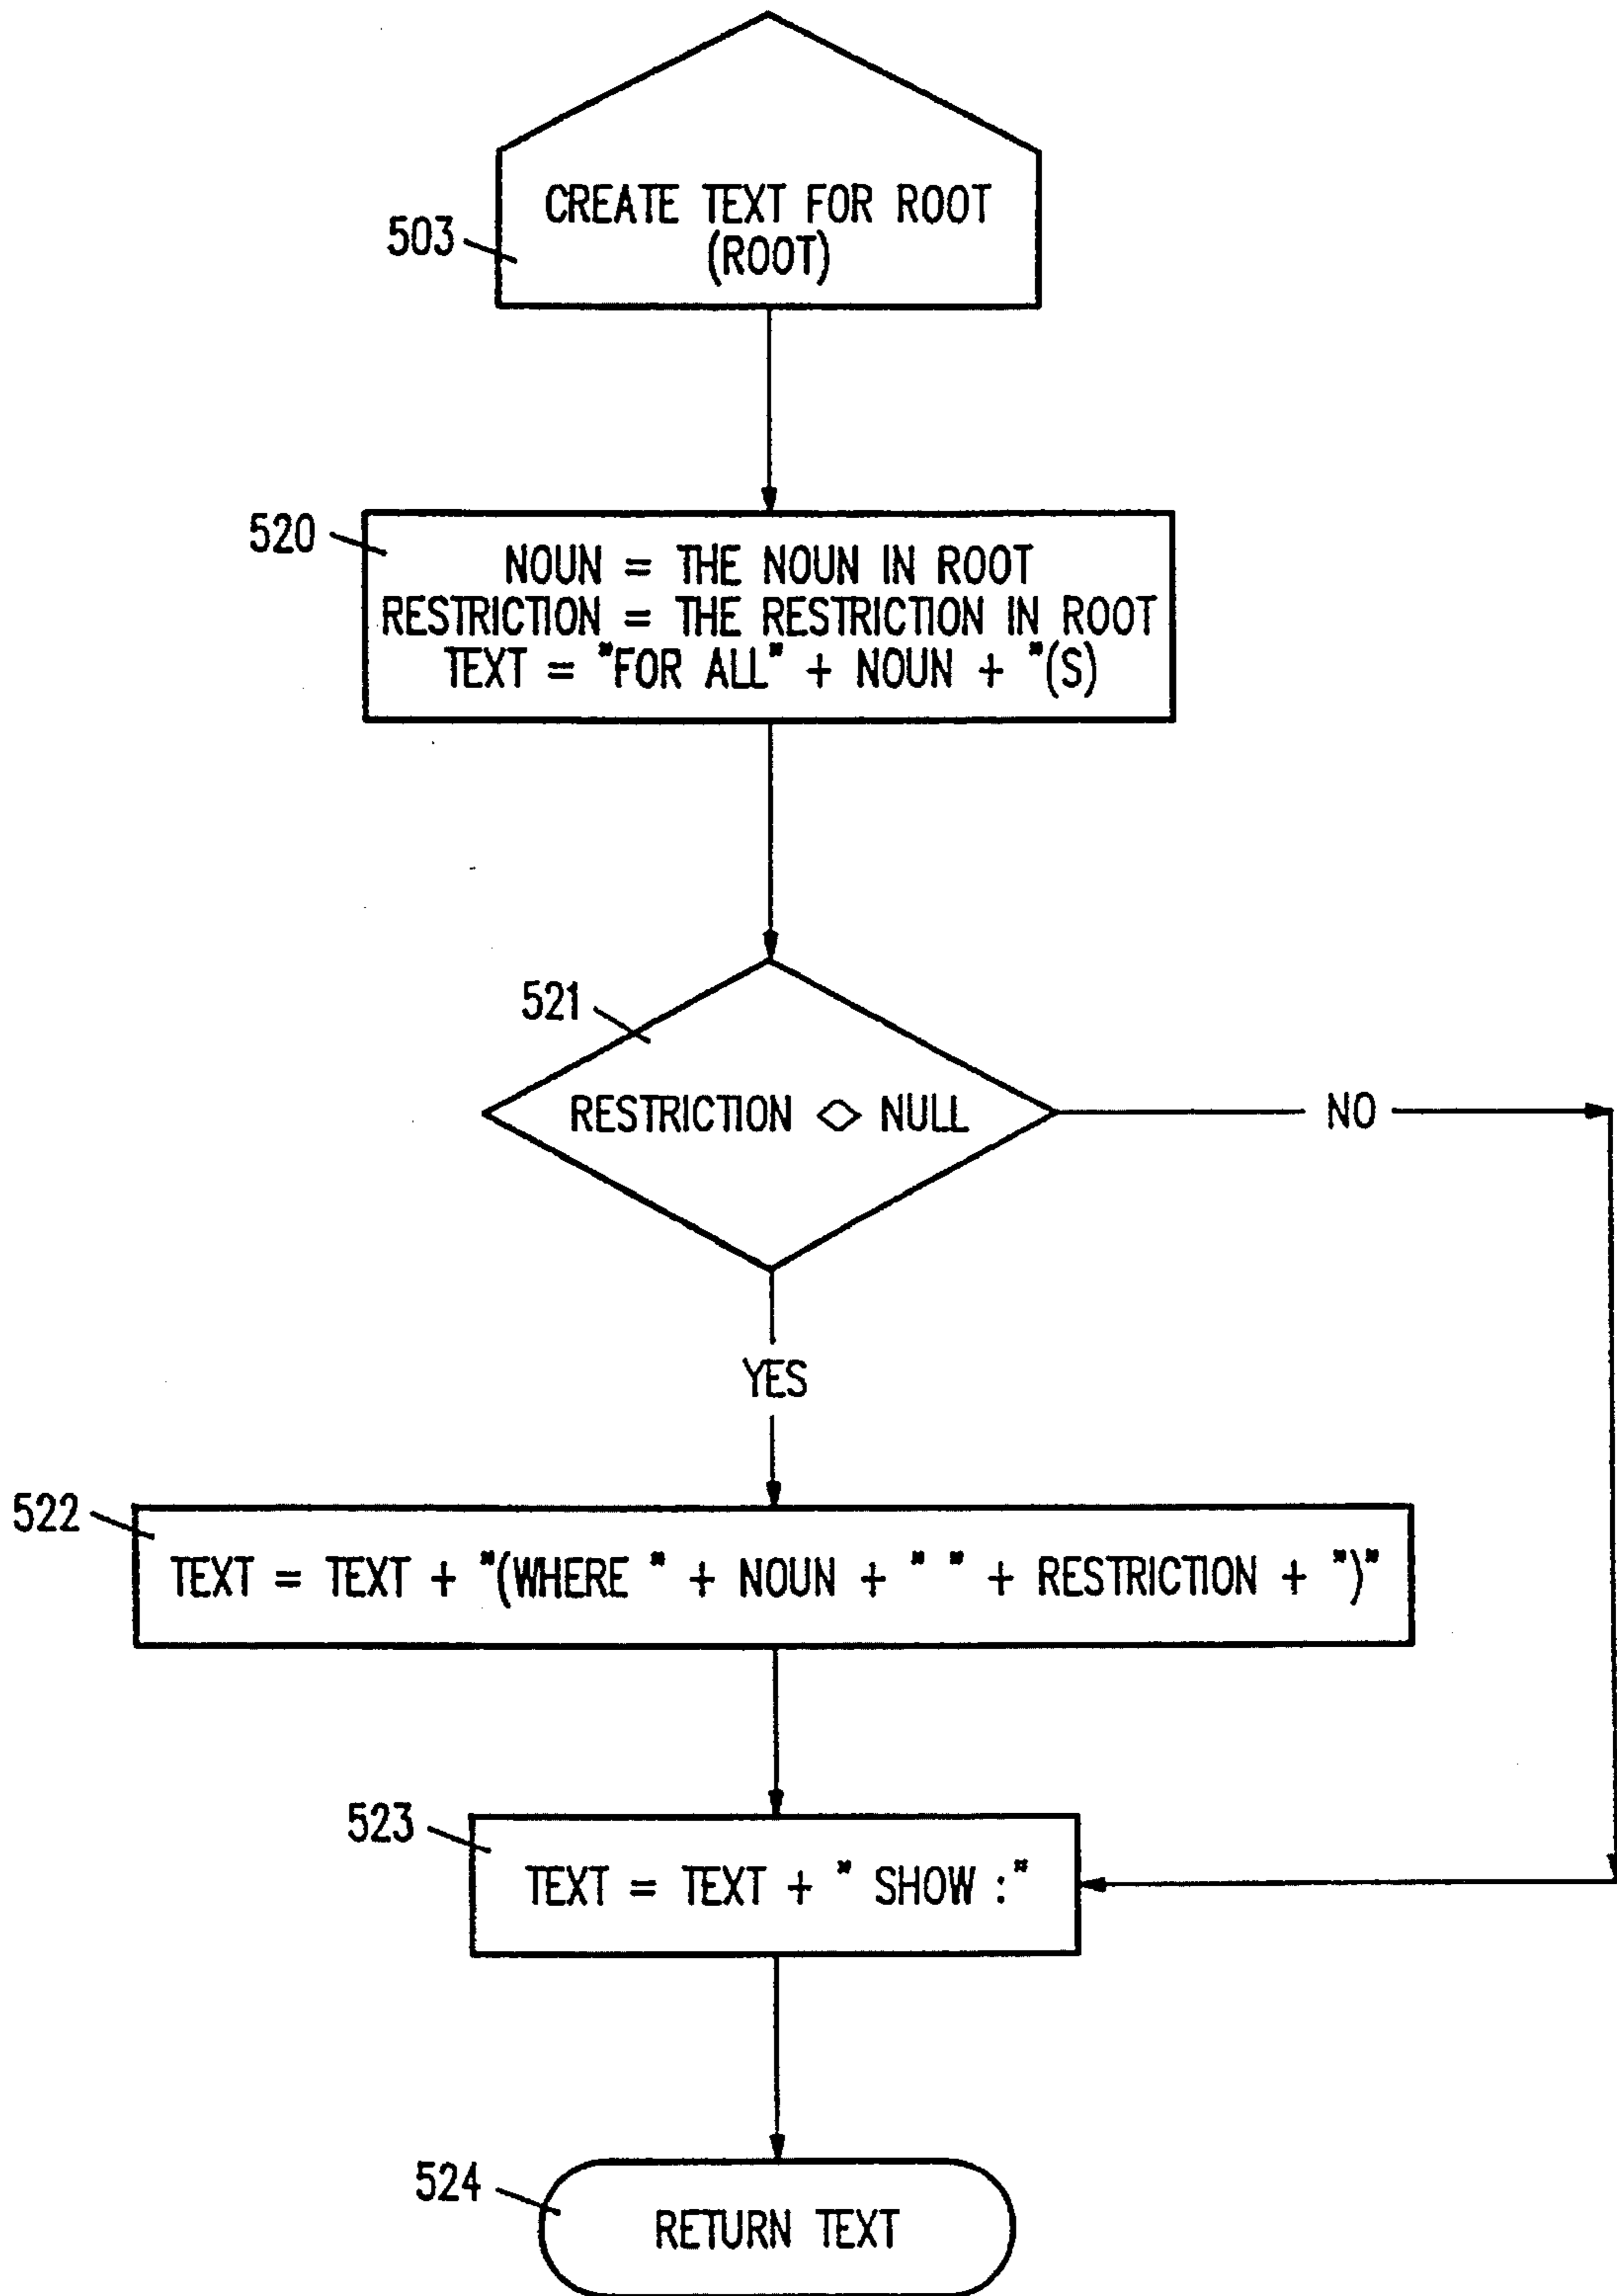 CREATE TEXT FOR ROOT
(ROOT)
503
520
NOUN = THE NOUN IN ROOT
RESTRICTION = THE RESTRICTION IN ROOT
TEXT = "FOR ALL" + NOUN + "(S)
521
RESTRICTION <> NULL
NO
YES
522
TEXT = TEXT + "(WHERE " + NOUN + " " + RESTRICTION + ")"
523
TEXT = TEXT + " SHOW :"
524
RETURN TEXT